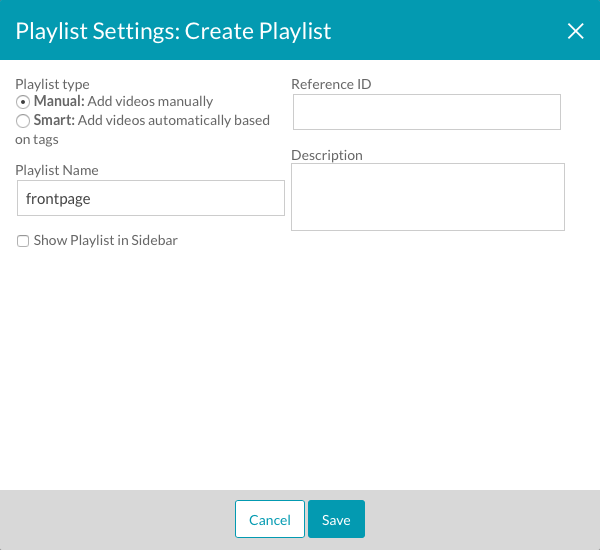 Playlist Settings: Create Playlist
Playlist type
Manual: Add videos manually
Smart: Add videos automatically based
on tags
Playlist Name
frontpage
Show Playlist in Sidebar
Reference ID
Description
Cancel
Save